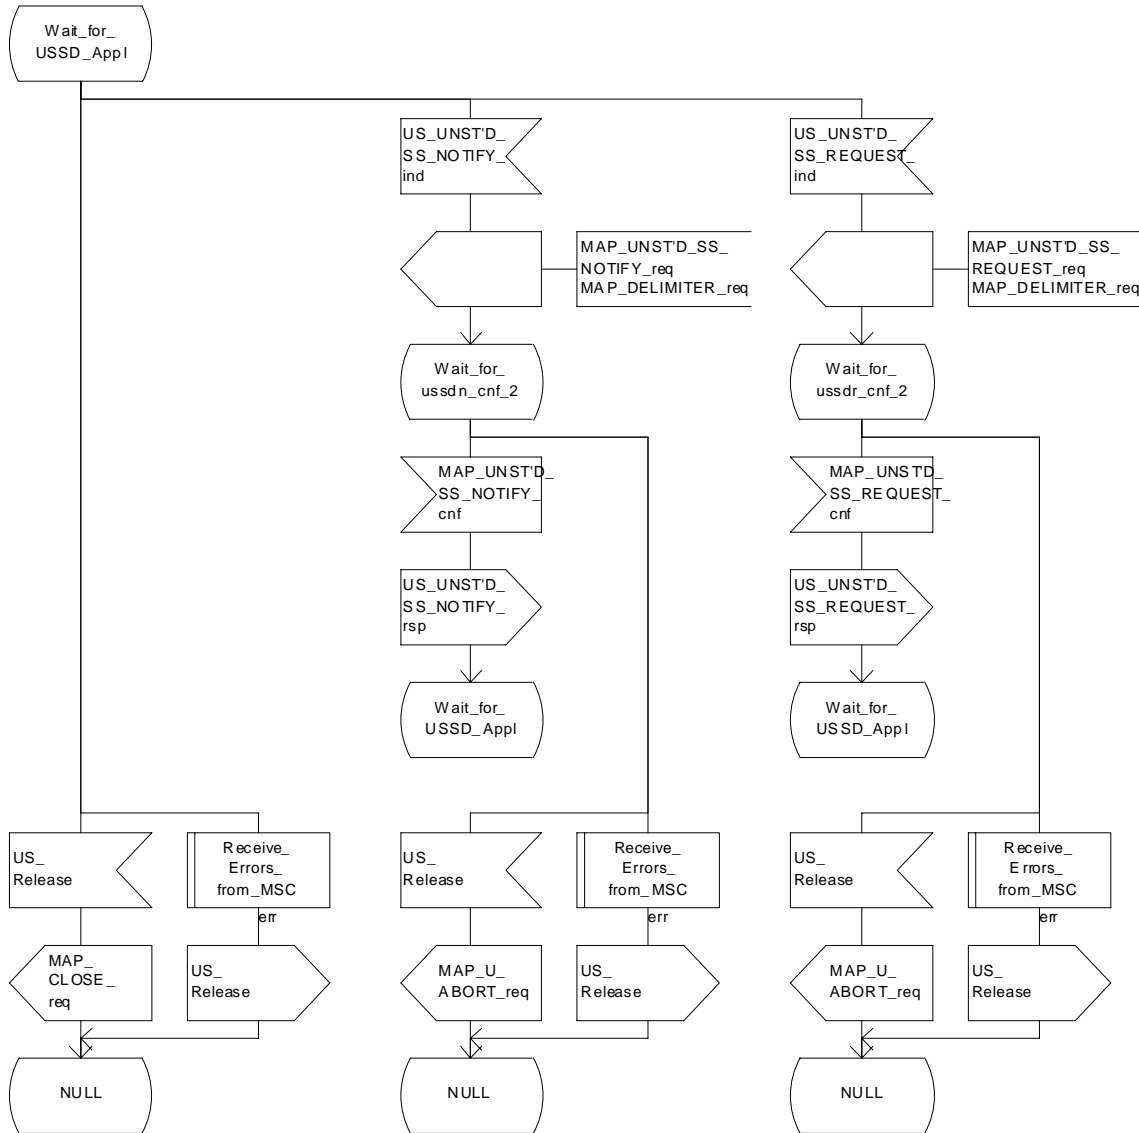 Wait_for_
USSD_Appl
US_UNST'D_
SS_NOTIFY_
ind
US_UNST'D_
SS_REQUEST_
ind
MAP_UNST'D_SS_
NOTIFY_req
MAP_DELIMITER_req
MAP_UNST'D_SS_
REQUEST_req
MAP_DELIMITER_req
Wait_for_
ussdn_cnf_2
Wait_for_
ussdr_cnf_2
MAP_UNST'D_
SS_NOTIFY_
cnf
MAP_UNST'D_
SS_REQUEST_
cnf
US_UNST'D_
SS_NOTIFY_
rsp
US_UNST'D_
SS_REQUEST_
rsp
Wait_for_
USSD_Appl
Wait_for_
USSD_Appl
US_
Release
Receive_
Errors_
from_MSC
err
US_
Release
Receive_
Errors_
from_MSC
err
US_
Release
Receive_
Errors_
from_MSC
err
MAP_
CLOSE_
req
US_
Release
MAP_U_
ABORT_req
US_
Release
MAP_U_
ABORT_req
US_
Release
NULL
NULL
NULL